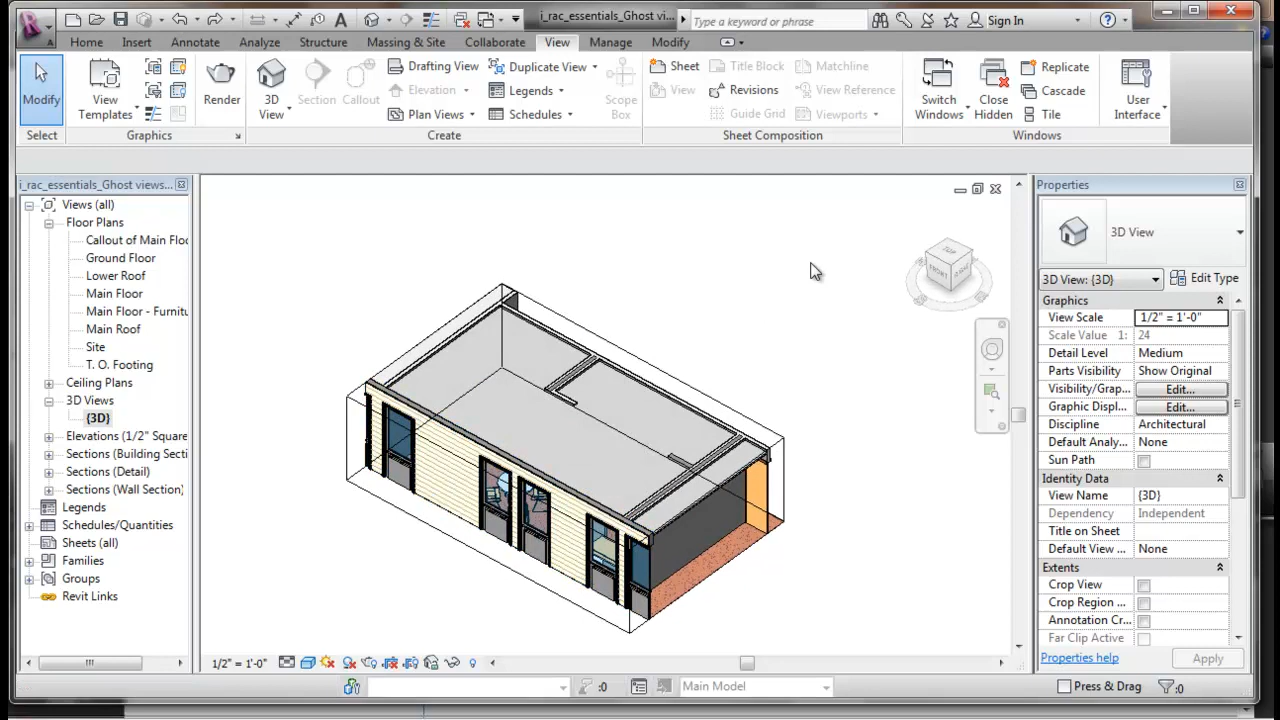 i_rac_essentials_Ghost vi...
Type a keyword or phrase
Sign In
Home Insert Annotate Analyze Structure Massing & Site Collaborate View Manage Modify
Modify
View Templates
Render
3D View
Section
Callout
Drafting View
Elevation
Plan Views
Duplicate View
Legends
Schedules
Scope Box
Sheet
View
Title Block
Revisions
Guide Grid
Matchline
View Reference
Viewports
Switch Windows
Close Hidden
Replicate
Cascade
Tile
User Interface
Select
Graphics
Create
Sheet Composition
Windows
i_rac_essentials_Ghost views...
Views (all)
Floor Plans
Callout of Main Floo
Ground Floor
Lower Roof
Main Floor
Main Floor - Furnitu
Main Roof
Site
T. O. Footing
Ceiling Plans
3D Views
{3D}
Elevations (1/2" Square
Sections (Building Secti
Sections (Detail)
Sections (Wall Section)
Legends
Schedules/Quantities
Sheets (all)
Families
Groups
Revit Links
TOP
FRONT
Properties
3D View
3D View: {3D}
Edit Type
Graphics
View Scale 1/2" = 1'-0"
Scale Value 1: 24
Detail Level Medium
Parts Visibility Show Original
Visibility/Grap... Edit...
Graphic Displ... Edit...
Discipline Architectural
Default Analy... None
Sun Path
Identity Data
View Name {3D}
Dependency Independent
Title on Sheet
Default View ... None
Extents
Crop View
Crop Region ...
Annotation Cr...
Far Clip Active
Properties help
Apply
1/2" = 1'-0"
:0
Main Model
Press & Drag
:0